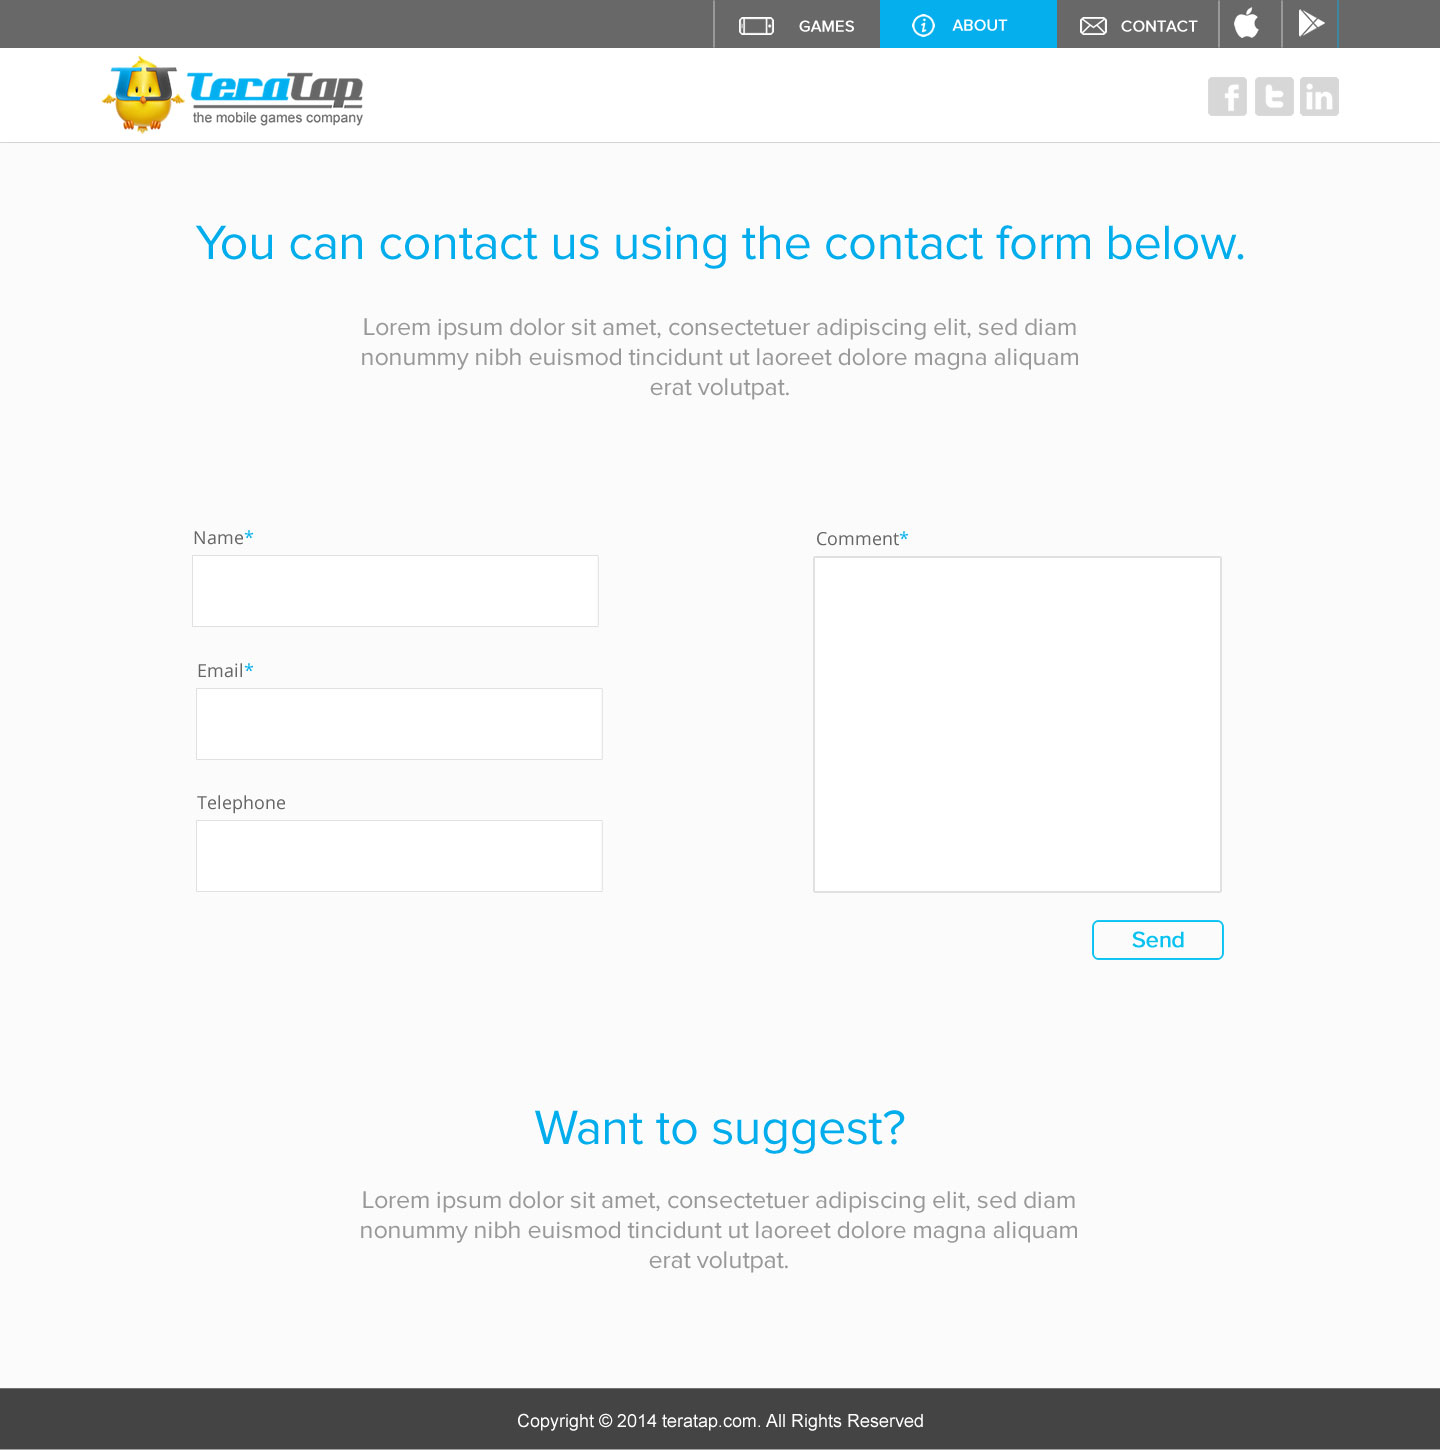 GAMES
ABOUT
CONTACT
TeraTap
the mobile games company
You can contact us using the contact form below.
Lorem ipsum dolor sit amet, consectetuer adipiscing elit, sed diam
nonummy nibh euismod tincidunt ut laoreet dolore magna aliquam
erat volutpat.
Name*
Comment*
Email*
Telephone
Send
Want to suggest?
Lorem ipsum dolor sit amet, consectetuer adipiscing elit, sed diam
nonummy nibh euismod tincidunt ut laoreet dolore magna aliquam
erat volutpat.
Copyright © 2014 teratap.com. All Rights Reserved